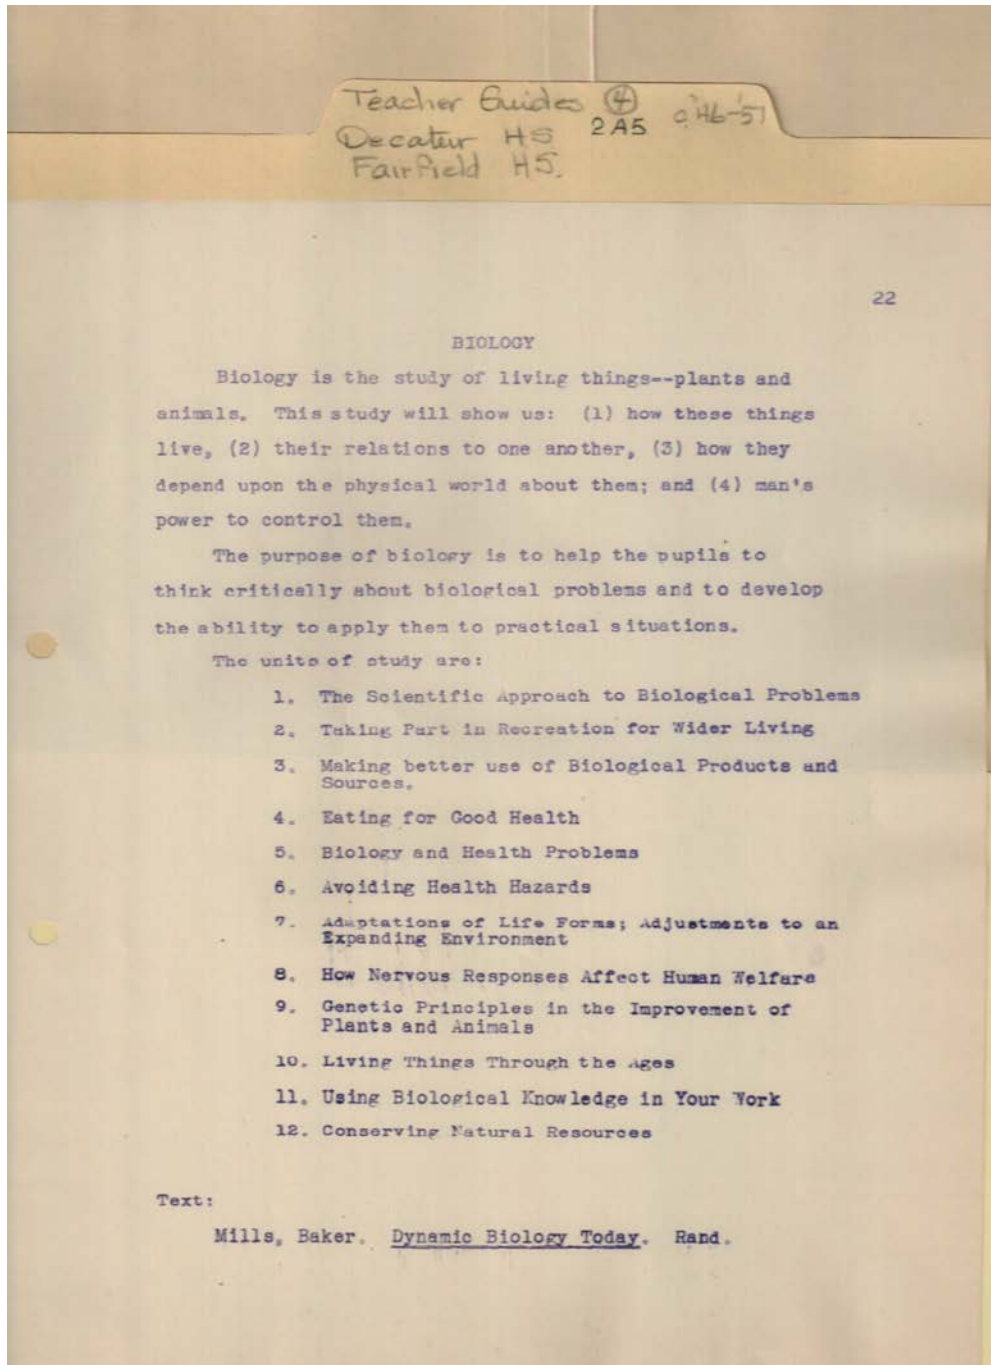 Teacher Guides ④ c.'46-'51
Decatur HS 2A5
Fairfield HS.
22
BIOLOGY
Biology is the study of living things--plants and
animals. This study will show us: (1) how these things
live, (2) their relations to one another, (3) how they
depend upon the physical world about them; and (4) man's
power to control them.
The purpose of biology is to help the pupils to
think critically about biological problems and to develop
the ability to apply them to practical situations.
The units of study are:
1. The Scientific Approach to Biological Problems
2. Taking Part in Recreation for Wider Living
3. Making better use of Biological Products and
Sources.
4. Eating for Good Health
5. Biology and Health Problems
6. Avoiding Health Hazards
7. Adaptations of Life Forms; Adjustments to an
Expanding Environment
8. How Nervous Responses Affect Human Welfare
9. Genetic Principles in the Improvement of
Plants and Animals
10. Living Things Through the Ages
11. Using Biological Knowledge in Your Work
12. Conserving Natural Resources
Text:
Mills, Baker. Dynamic Biology Today. Rand.